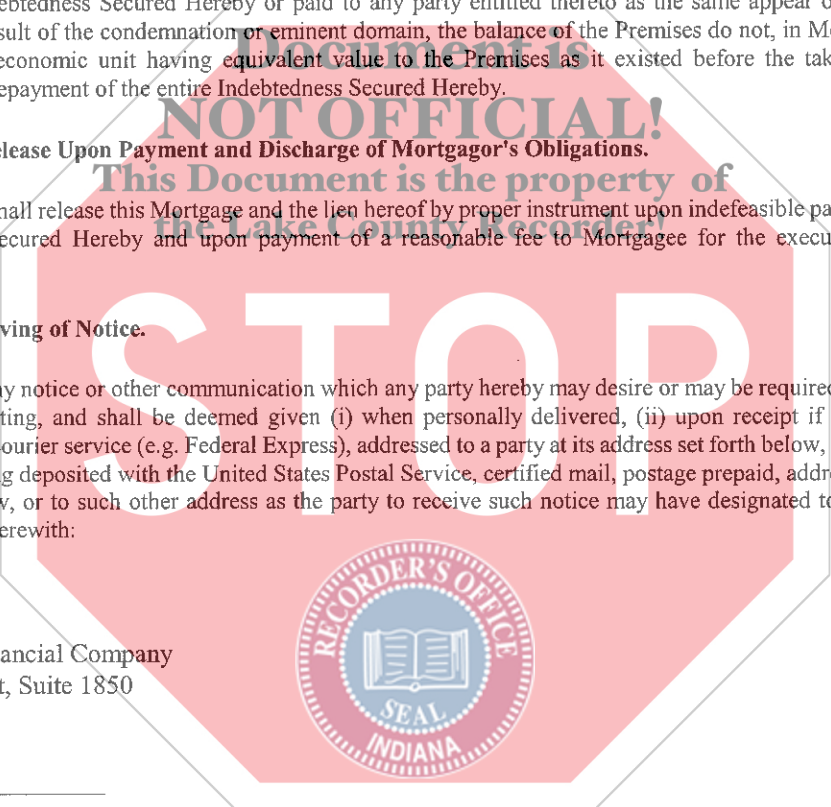 ebtedness Secured Hereby or paid to any party entitled thereto as the same appear
sult of the condemnation or eminent domain, the balance of the Premises do not, in
Document is
economic unit having equivalent value to the Premises as it existed before the
epayment of the entire Indebtedness Secured Hereby.
NOT OFFICIAL!
elease Upon Payment and Discharge of Mortgagor's Obligations.
This Document is the property of
hall release this Mortgage and the lien hereof by proper instrument upon indefeasible
the Lake County Recorder!
ecured Hereby and upon payment of a reasonable fee to Mortgagee for the
ving of Notice.
STOP
y notice or other communication which any party hereby may desire or may be required
ting, and shall be deemed given (i) when personally delivered, (ii) upon receipt if
ourier service (e.g. Federal Express), addressed to a party at its address set forth below,
g deposited with the United States Postal Service, certified mail, postage prepaid,
, or to such other address as the party to receive such notice may have designated
erewith:
RECORDER'S OFFICE
SEAL
INDIANA
ancial Company
t, Suite 1850